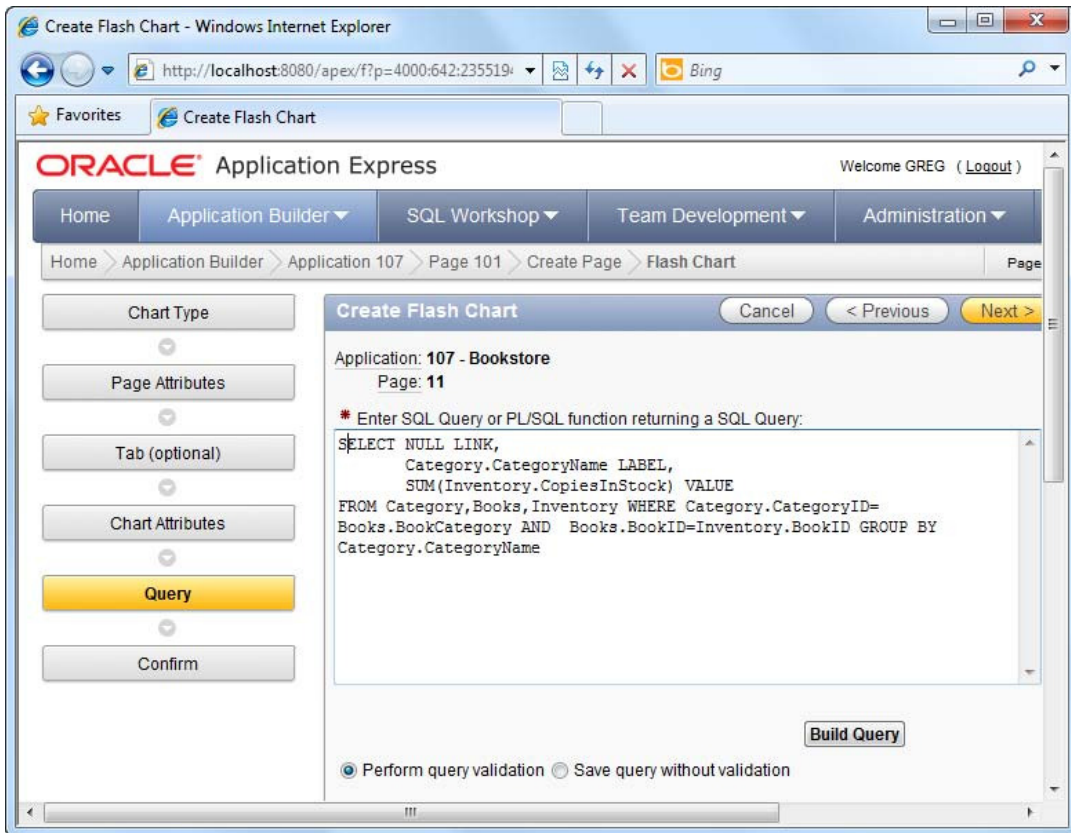 Create Flash Chart - Windows Internet Explorer
http://localhost:8080/apex/f?p=4000:642:235519
Bing
Favorites
Create Flash Chart
ORACLE Application Express
Welcome GREG ( Logout )
Home
Application Builder
SQL Workshop
Team Development
Administration
Home
Application Builder
Application 107
Page 101
Create Page
Flash Chart
Page
Chart Type
Page Attributes
Tab (optional)
Chart Attributes
Query
Confirm
Create Flash Chart
Cancel
< Previous
Next >
Application: 107 - Bookstore
Page: 11
* Enter SQL Query or PL/SQL function returning a SQL Query:
SELECT NULL LINK,
Category.CategoryName LABEL,
SUM(Inventory.CopiesInStock) VALUE
FROM Category,Books,Inventory WHERE Category.CategoryID=
Books.BookCategory AND  Books.BookID=Inventory.BookID GROUP BY
Category.CategoryName
Build Query
Perform query validation
Save query without validation